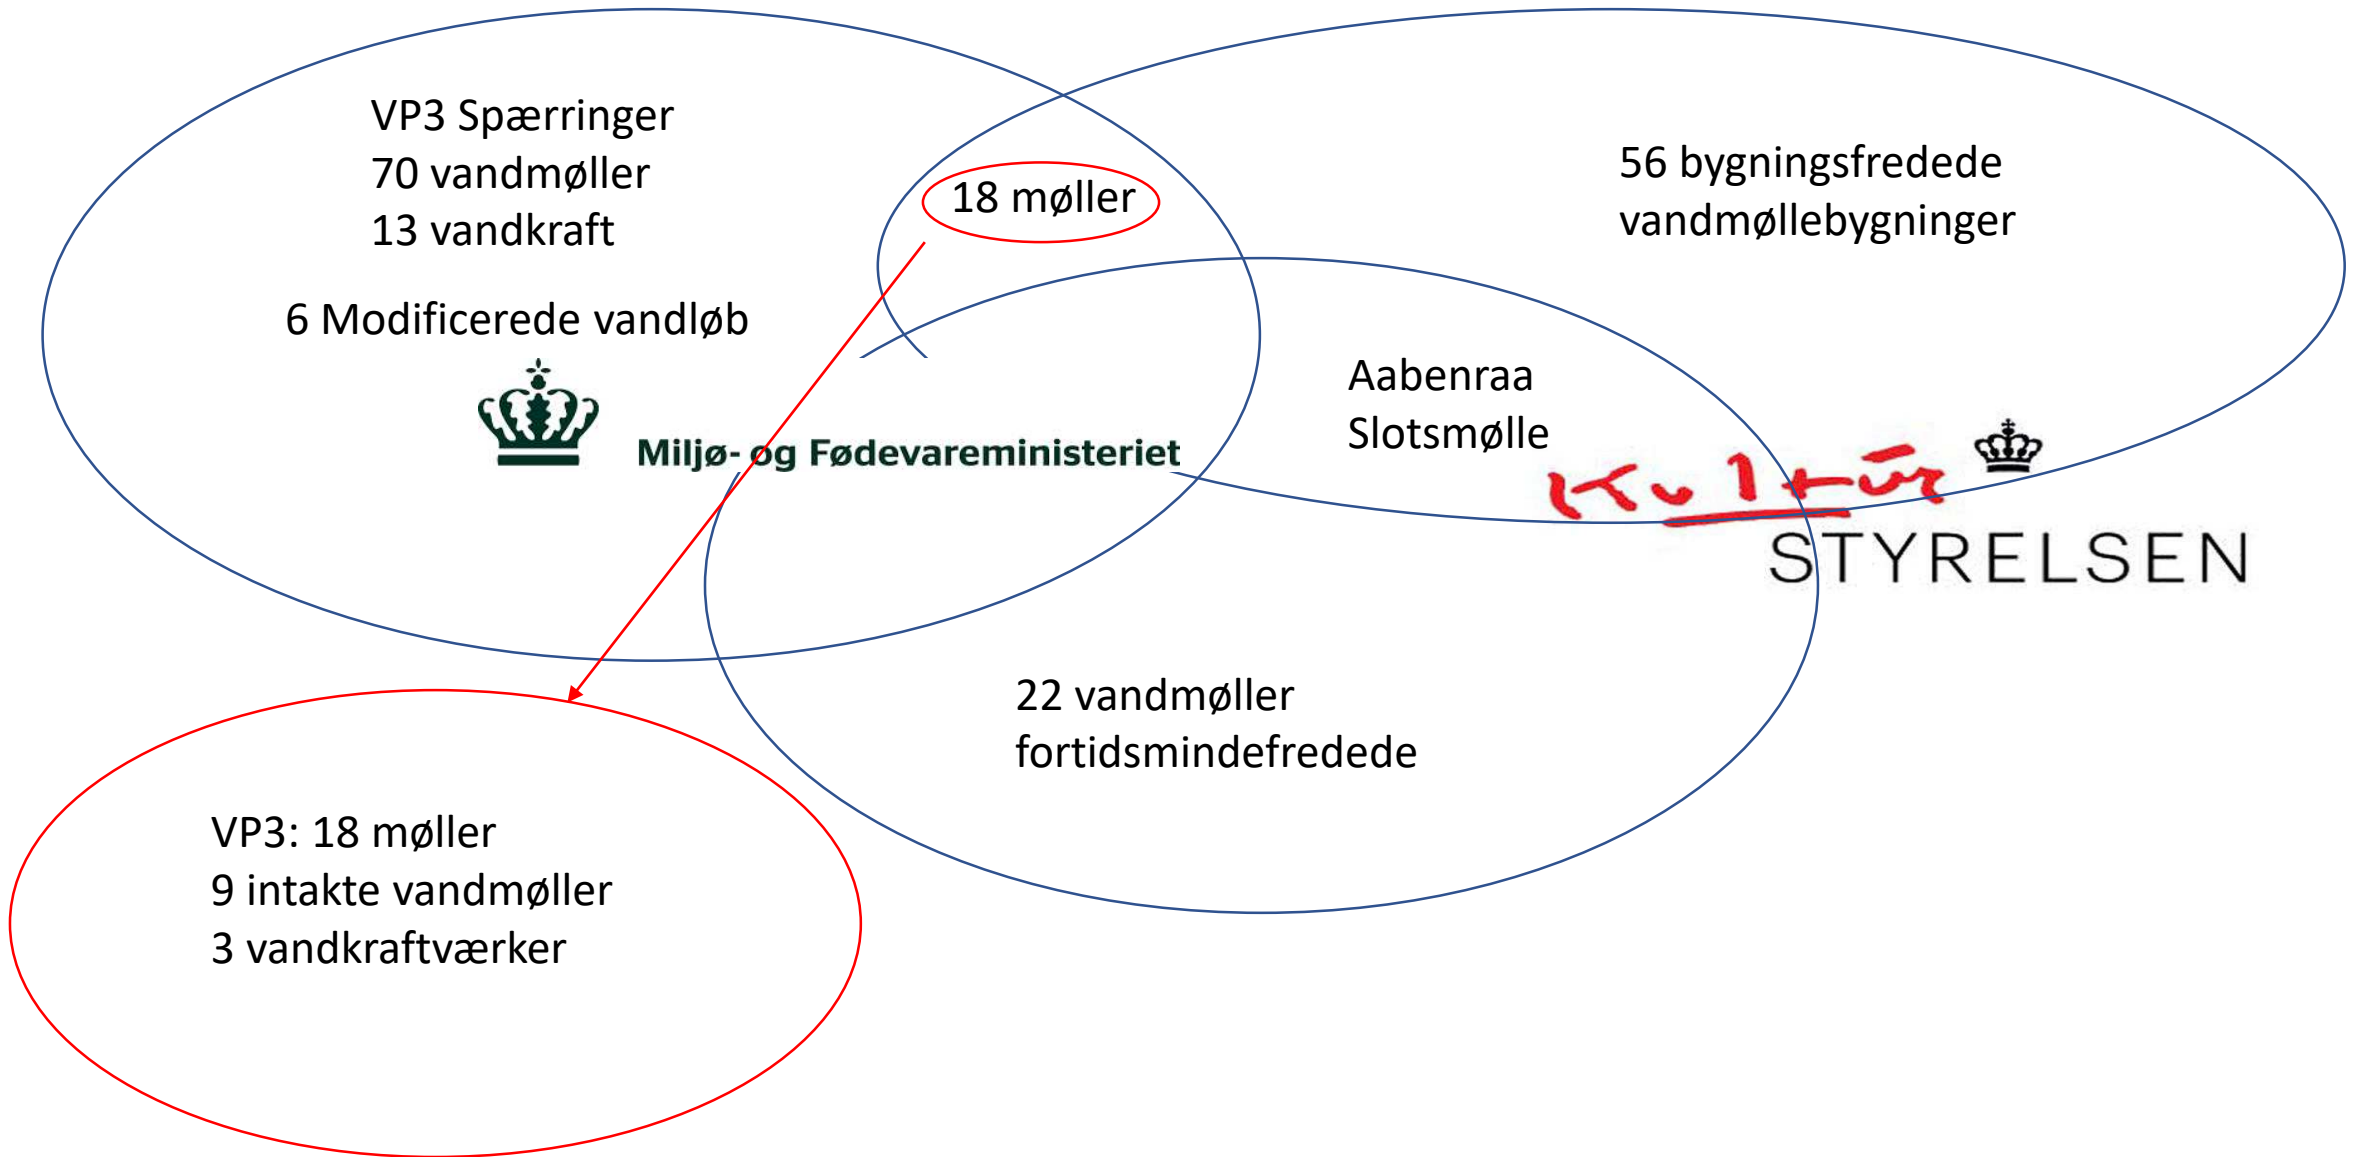 VP3 Spærringer
70 vandmøller
13 vandkraft
6 Modificerede vandløb
Miljø- og Fødevareministeriet
18 møller
56 bygningsfredede
vandmøllebygninger
Aabenraa
Slotsmølle
Kultur
STYRELSEN
22 vandmøller
fortidsmindefredede
VP3: 18 møller
9 intakte vandmøller
3 vandkraftværker